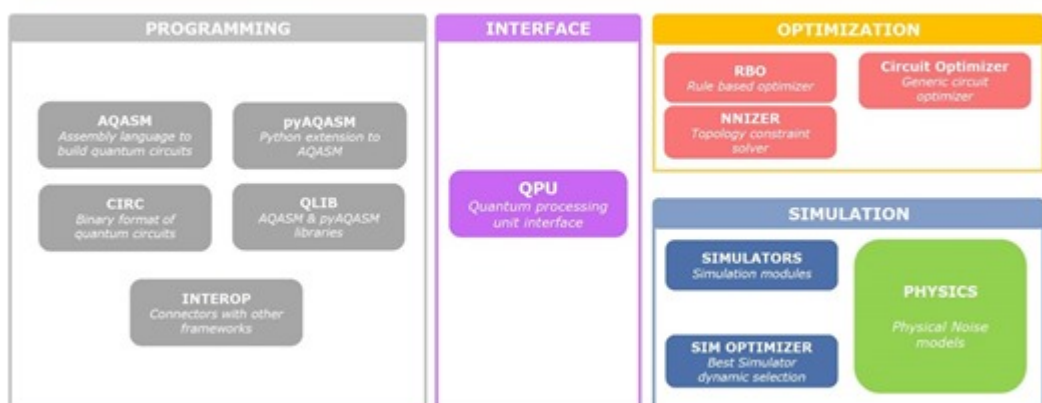 PROGRAMMING
AQASM
Assembly language to
build quantum circuits
pyAQASM
Python extension to
AQASM
CIRC
Binary format of
quantum circuits
QLIB
AQASM & pyAQASM
libraries
INTEROP
Connectors with other
frameworks
INTERFACE
QPU
Quantum processing
unit interface
OPTIMIZATION
RBO
Rule based optimizer
Circuit Optimizer
Generic circuit
optimizer
NNIZER
Topology constraint
solver
SIMULATION
SIMULATORS
Simulation modules
SIM OPTIMIZER
Best Simulator
dynamic selection
PHYSICS
Physical Noise
models